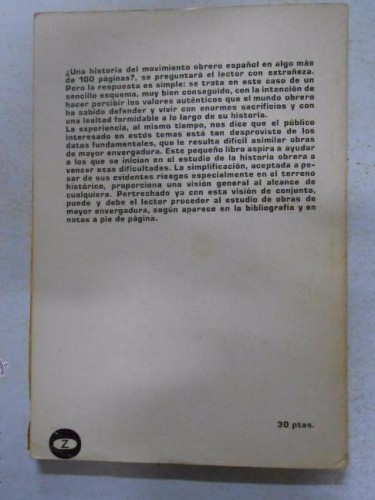 ¿Una historia del movimiento obrero español en algo más
de 100 páginas?, se preguntará el lector con extrañeza.
Pero la respuesta es simple: se trata en este caso de un
sencillo esquema, muy bien conseguido, con la intención de
hacer percibir los valores auténticos que el mundo obrero
ha sabido defender y vivir con enormes sacrificios y con
una lealtad formidable a lo largo de su historia.
La experiencia, al mismo tiempo, nos dice que el público
interesado en estos temas está tan desprovisto de los
datos fundamentales, que le resulta difícil asimilar obras
de mayor envergadura. Este pequeño libro aspira a ayudar
a los que se inician en el estudio de la historia obrera a
vencer esas dificultades. La simplificación, aceptada a pe-
sar de sus evidentes riesgos especialmente en el terreno
histórico, proporciona una visión general al alcance de
cualquiera. Pertrechado ya con esta visión de conjunto,
puede y debe el lector proceder al estudio de obras de
mayor envergadura, según aparece en la bibliografía y en
notas a pie de página.
30 ptas.
Z